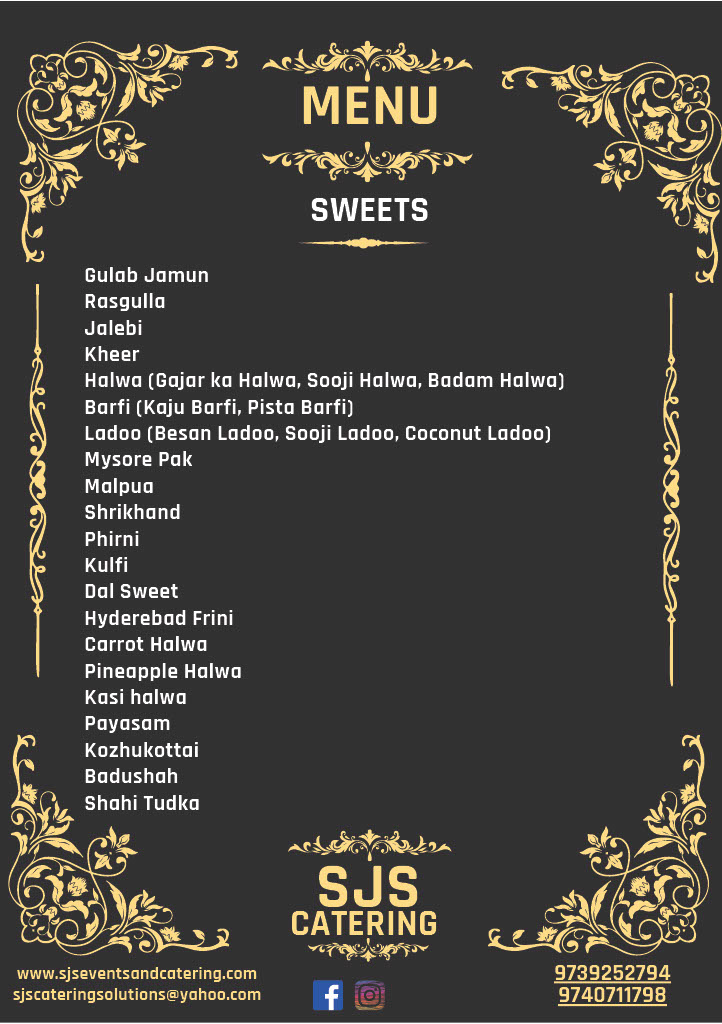 MENU
SWEETS
Gulab Jamun
Rasgulla
Jalebi
Kheer
Halwa (Gajar ka Halwa, Sooji Halwa, Badam Halwa)
Barfi (Kaju Barfi, Pista Barfi)
Ladoo (Besan Ladoo, Sooji Ladoo, Coconut Ladoo)
Mysore Pak
Malpua
Shrikhand
Phirni
Kulfi
Dal Sweet
Hyderebad Frini
Carrot Halwa
Pineapple Halwa
Kasi halwa
Payasam
Kozhukottai
Badushah
Shahi Tudka
SJS
CATERING
www.sjseventsandcatering.com
sjscateringsolutions@yahoo.com
9739252794
9740711798